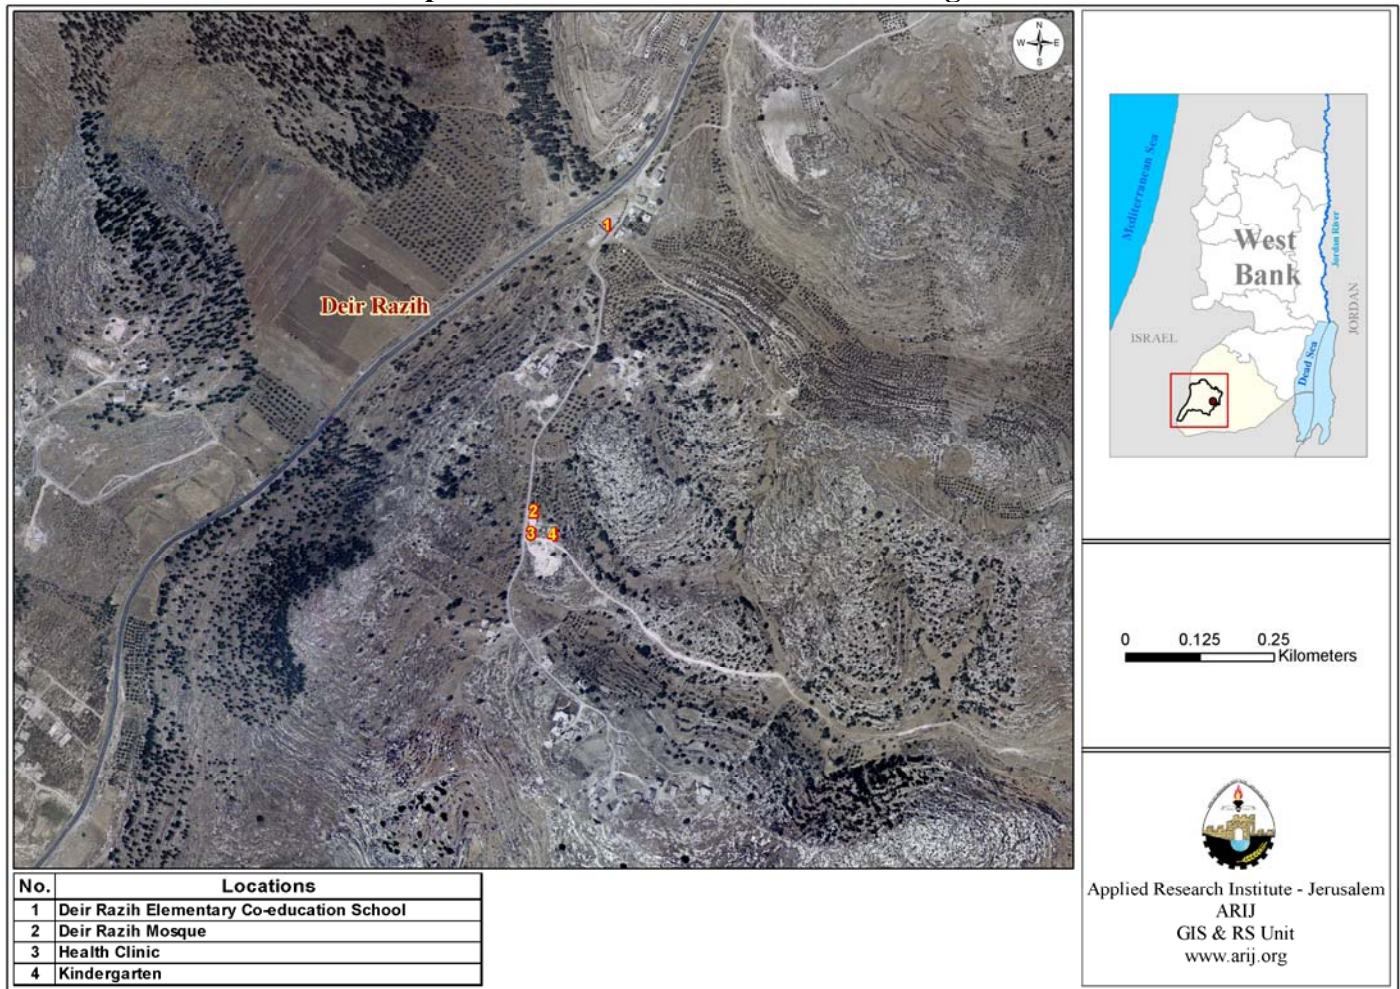 N
W E
S
1
Deir Razih
2
3 4
Mediterranean Sea
West
Bank
Jordan River
ISRAEL
JORDAN
Dead Sea
0 0.125 0.25
Kilometers
Applied Research Institute - Jerusalem
ARIJ
GIS & RS Unit
www.arij.org
No. Locations
1 Deir Razih Elementary Co-education School
2 Deir Razih Mosque
3 Health Clinic
4 Kindergarten